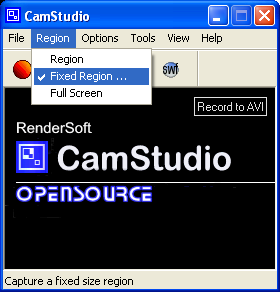 CamStudio
File Region Options Tools View Help
Region
Fixed Region ...
Full Screen
SWF
Record to AVI
RenderSoft
CamStudio
OPENSOURCE
Capture a fixed size region